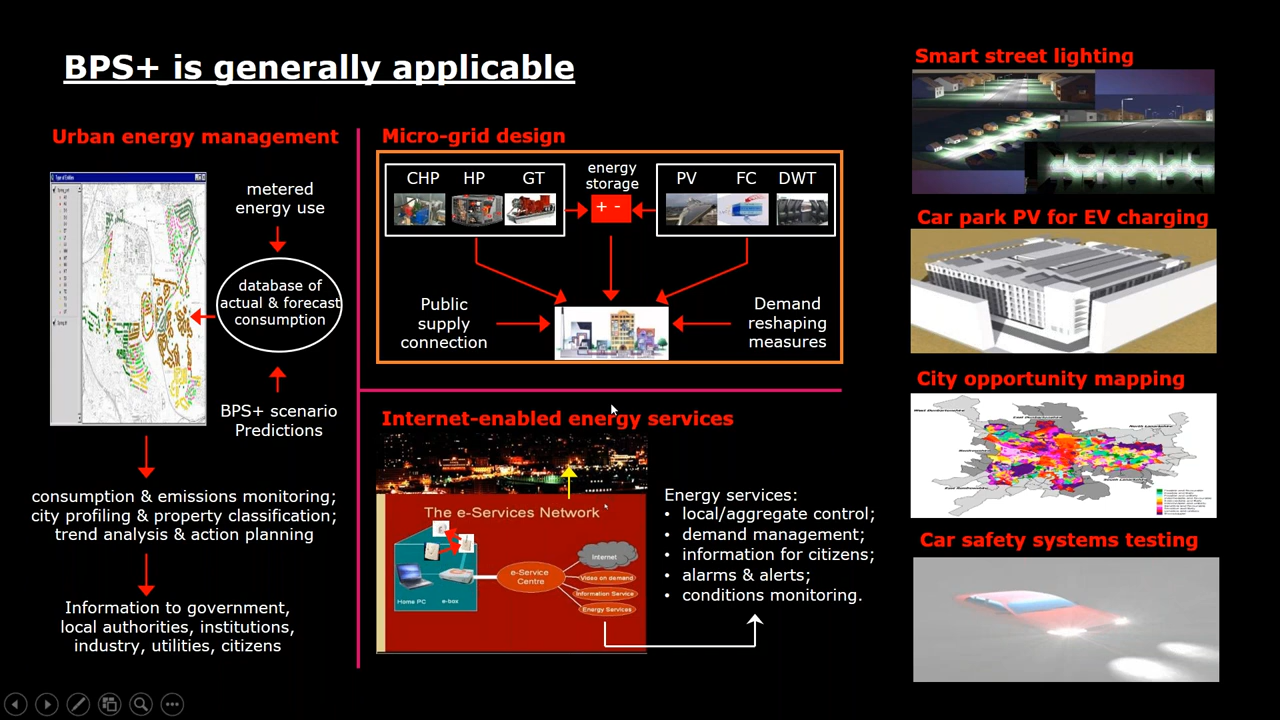 BPS+ is generally applicable
Urban energy management
metered
energy use
database of
actual & forecast
consumption
BPS+ scenario
Predictions
consumption & emissions monitoring;
city profiling & property classification;
trend analysis & action planning
Information to government,
local authorities, institutions,
industry, utilities, citizens
Micro-grid design
CHP HP GT
energy
storage
+ -
PV FC DWT
Public
supply
connection
Demand
reshaping
measures
Internet-enabled energy services
The e-Services Network
Home PC
e-box
e-Service
Centre
Internet
Video on demand
Information Service
Energy Services
Energy services:
• local/aggregate control;
• demand management;
• information for citizens;
• alarms & alerts;
• conditions monitoring.
Smart street lighting
Car park PV for EV charging
City opportunity mapping
Car safety systems testing